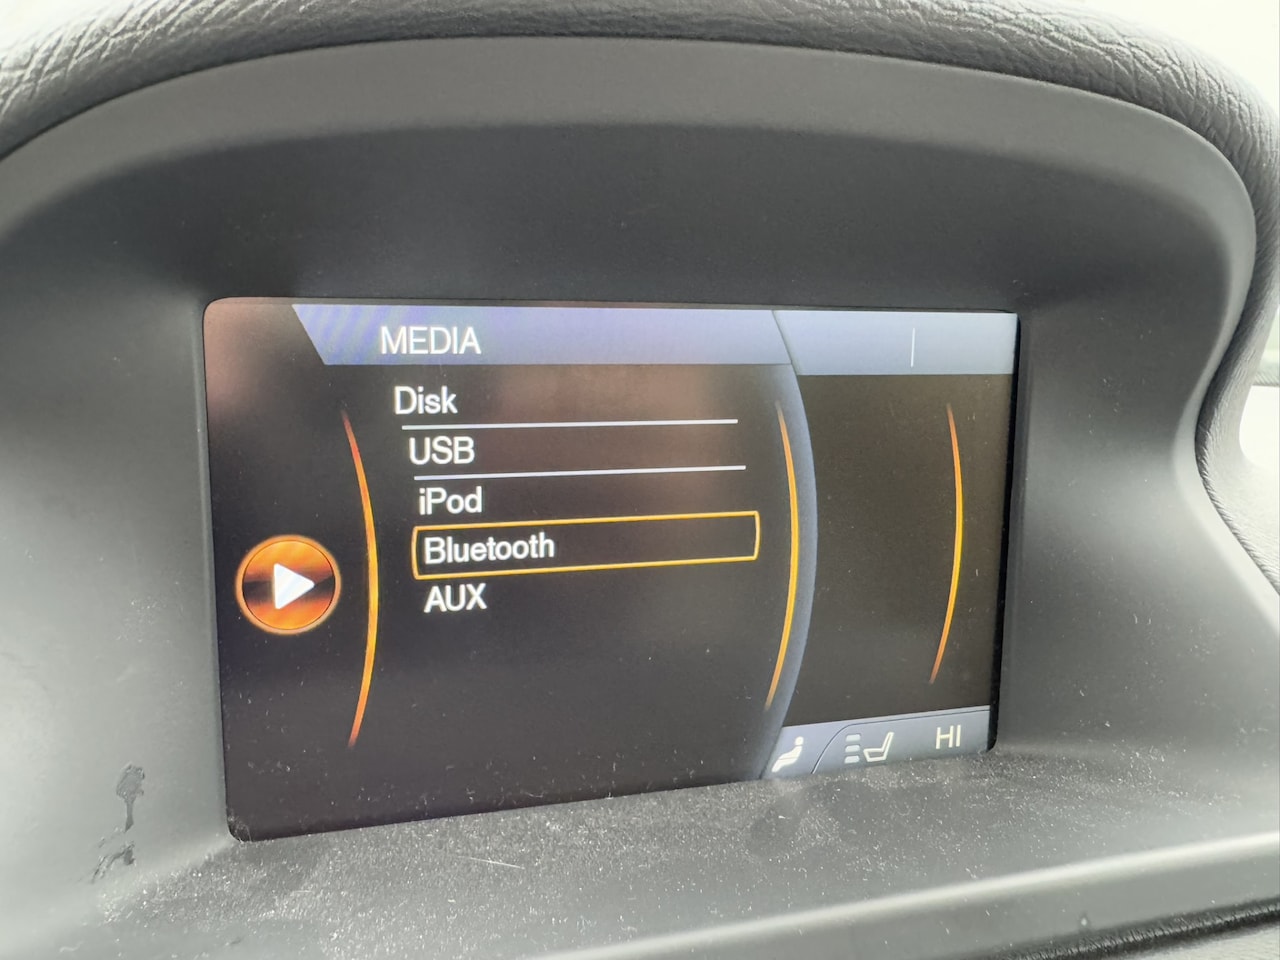 MEDIA
Disk
USB
iPod
Bluetooth
AUX
HI